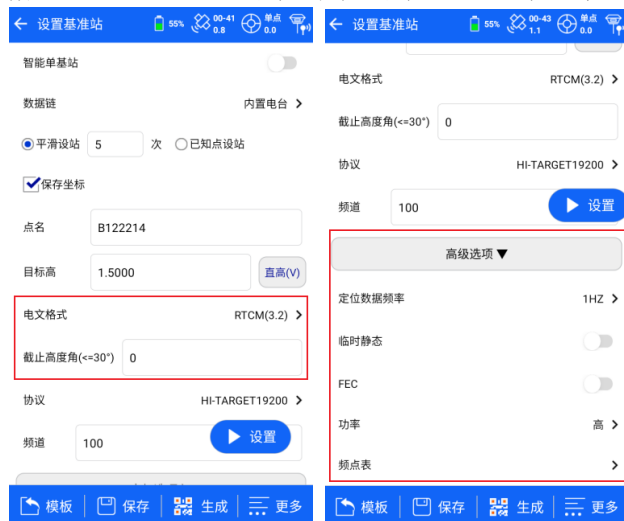 设置基准站
55%
00-41
0.8
单点
0.0
智能单基站
数据链 内置电台
平滑设站 5 次 已知点设站
保存坐标
点名 B122214
目标高 1.5000 直高(V)
电文格式 RTCM(3.2)
截止高度角(<=30°) 0
协议 HI-TARGET19200
频道 100 设置
模板 保存 生成 更多
设置基准站
55%
00-43
1.1
单点
0.0
电文格式 RTCM(3.2)
截止高度角(<=30°) 0
协议 HI-TARGET19200
频道 100 设置
高级选项▼
定位数据频率 1HZ
临时静态
FEC
功率 高
频点表
模板 保存 生成 更多